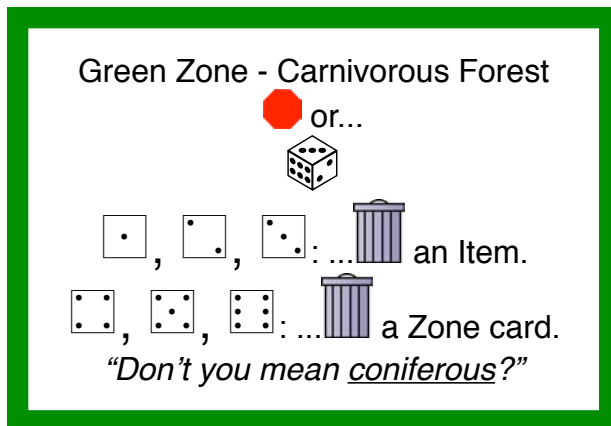 Green Zone - Carnivorous Forest
or...
, , : ... an Item.
, , : ... a Zone card.
“Don’t you mean coniferous?”